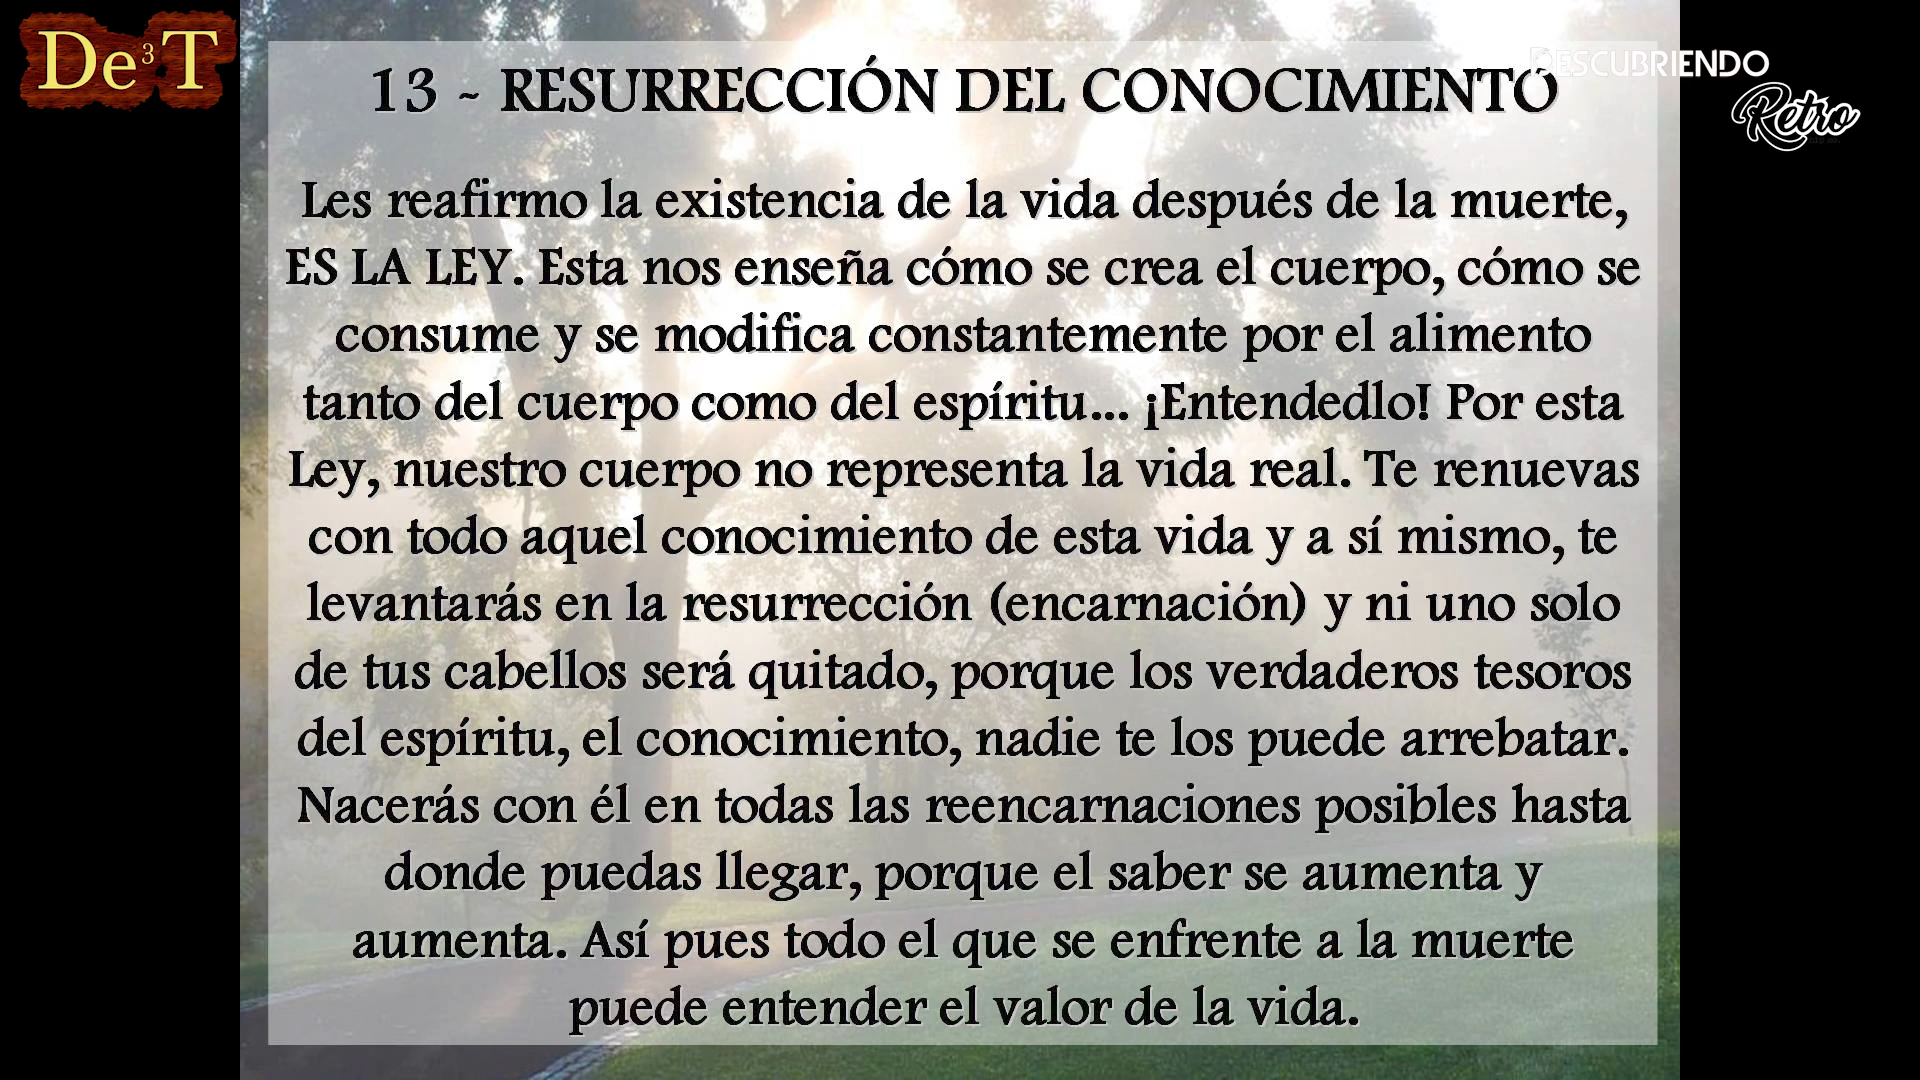 De³T
DESCUBRIENDO
Retro
13 - RESURRECCIÓN DEL CONOCIMIENTO
Les reafirmo la existencia de la vida después de la muerte,
ES LA LEY. Esta nos enseña cómo se crea el cuerpo, cómo se
consume y se modifica constantemente por el alimento
tanto del cuerpo como del espíritu... ¡Entendedlo! Por esta
Ley, nuestro cuerpo no representa la vida real. Te renuevas
con todo aquel conocimiento de esta vida y a sí mismo, te
levantarás en la resurrección (encarnación) y ni uno solo
de tus cabellos será quitado, porque los verdaderos tesoros
del espíritu, el conocimiento, nadie te los puede arrebatar.
Nacerás con él en todas las reencarnaciones posibles hasta
donde puedas llegar, porque el saber se aumenta y
aumenta. Así pues todo el que se enfrente a la muerte
puede entender el valor de la vida.